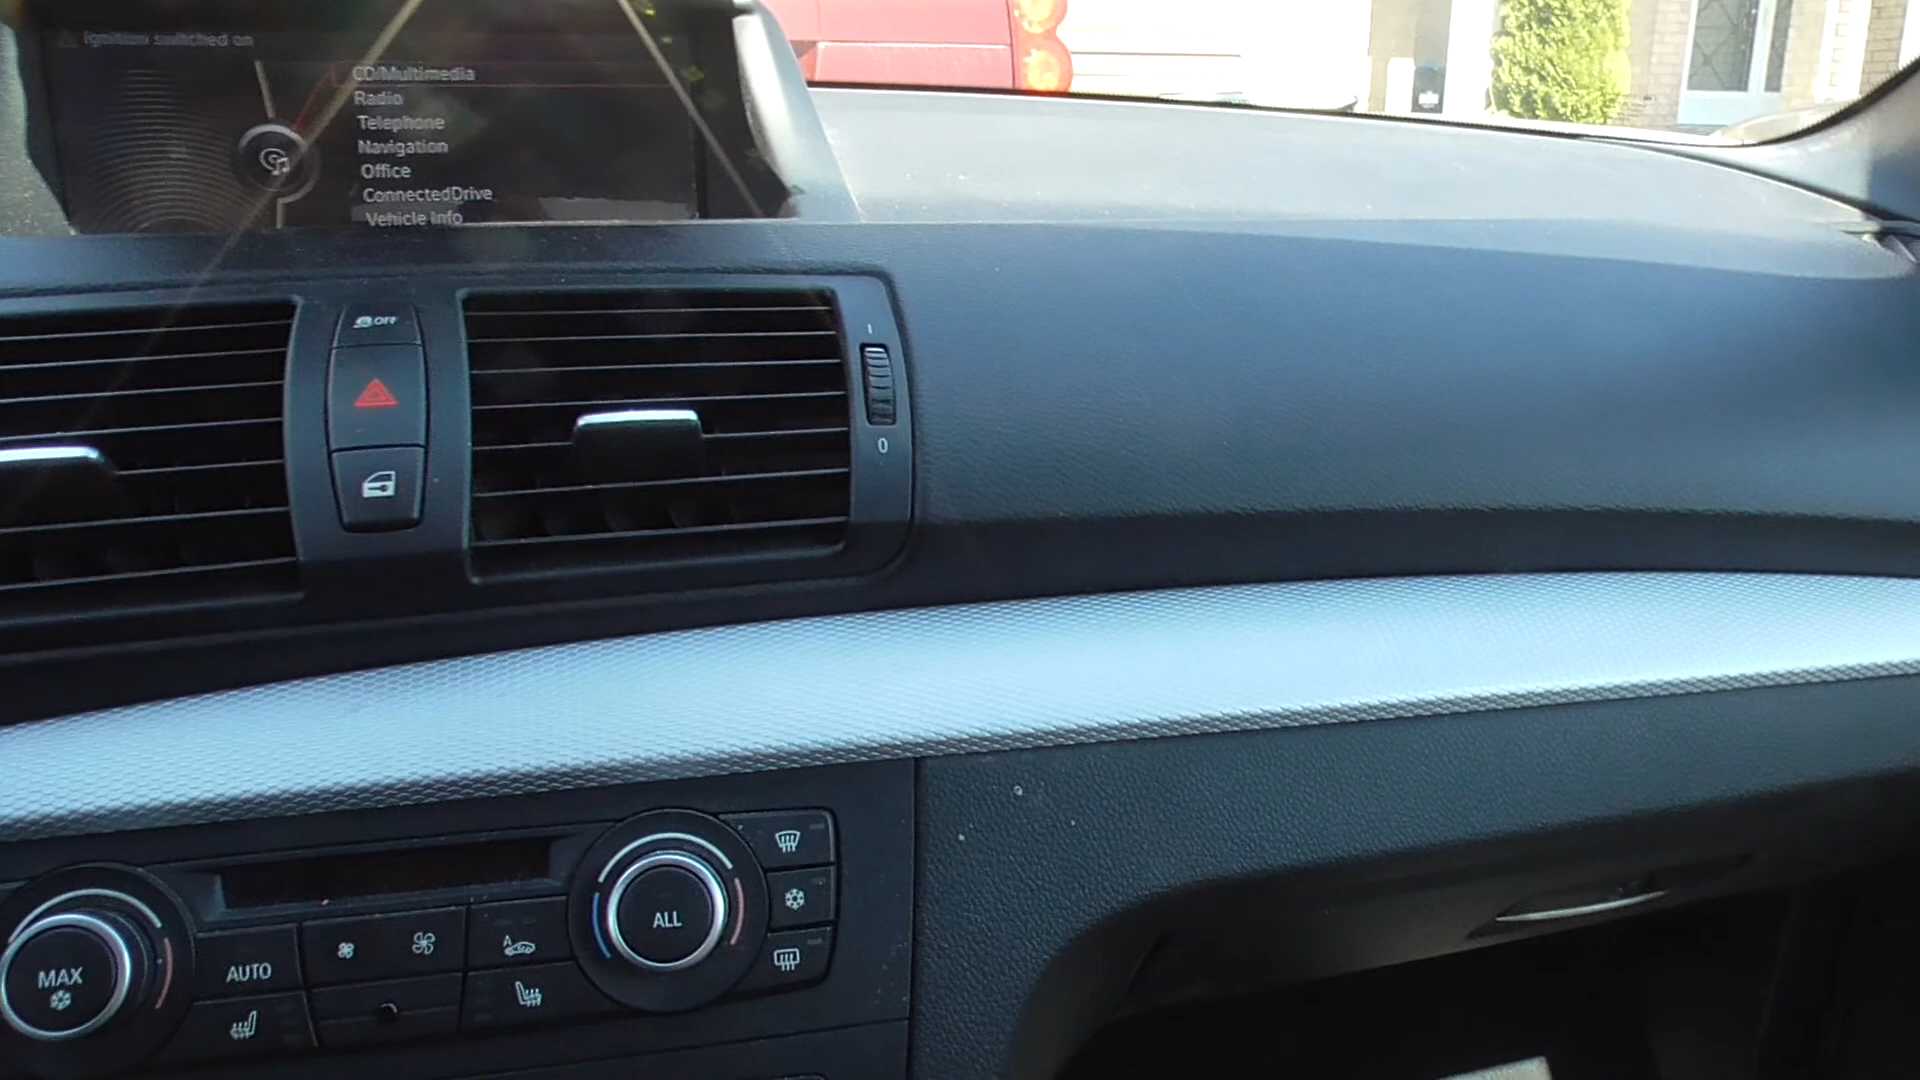 Ignition switched on
CD/Multimedia
Radio
Telephone
Navigation
Office
ConnectedDrive
Vehicle Info
OFF
I
0
MAX
AUTO
A
ALL